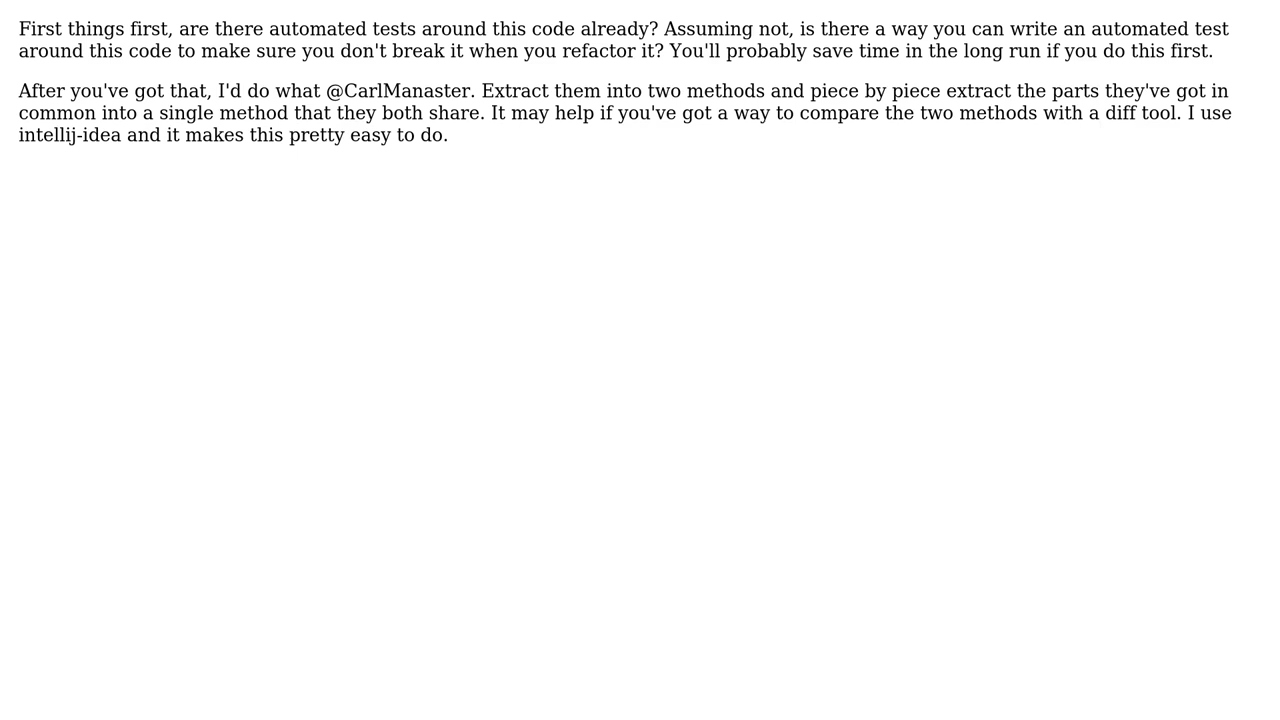 First things first, are there automated tests around this code already? Assuming not, is there a way you can write an automated test
around this code to make sure you don't break it when you refactor it? You'll probably save time in the long run if you do this first.
After you've got that, I'd do what @CarlManaster. Extract them into two methods and piece by piece extract the parts they've got in
common into a single method that they both share. It may help if you've got a way to compare the two methods with a diff tool. I use
intellij-idea and it makes this pretty easy to do.